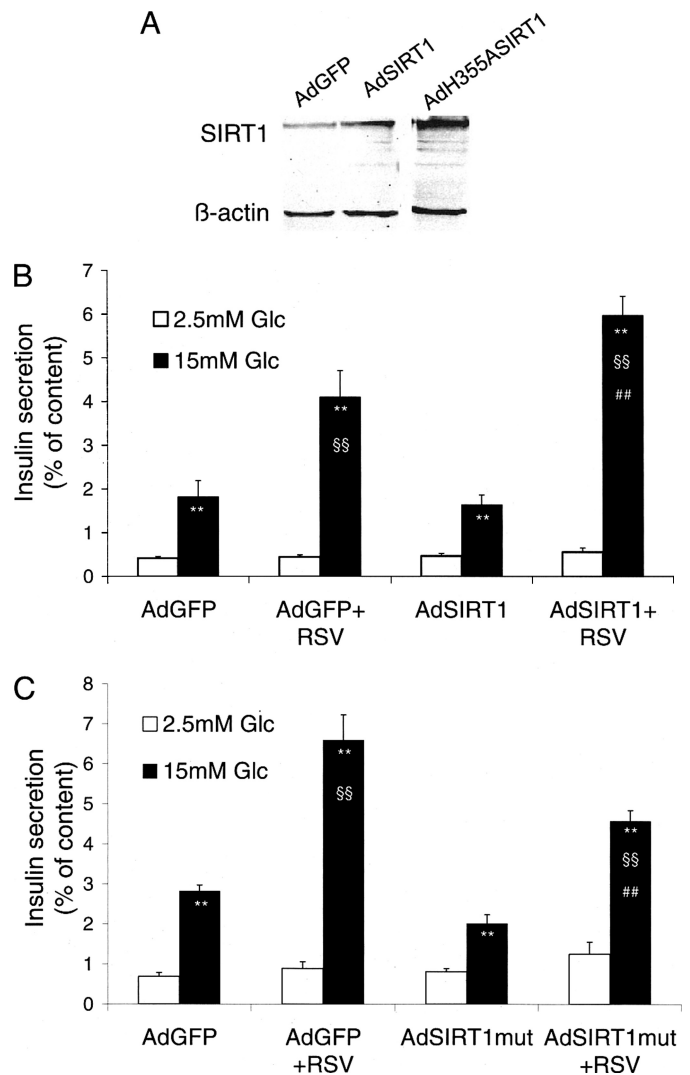 A
AdGFP
AdSIRT1
AdH355ASIRT1
SIRT1
ß-actin
B
Insulin secretion
(% of content)
7
6
5
4
3
2
1
0
2.5mM Glc
15mM Glc
**
**
§§
**
**
§§
##
AdGFP
AdGFP+
RSV
AdSIRT1
AdSIRT1+
RSV
C
Insulin secretion
(% of content)
8
7
6
5
4
3
2
1
0
2.5mM Glc
15mM Glc
**
**
§§
**
**
§§
##
AdGFP
AdGFP
+RSV
AdSIRT1mut
AdSIRT1mut
+RSV